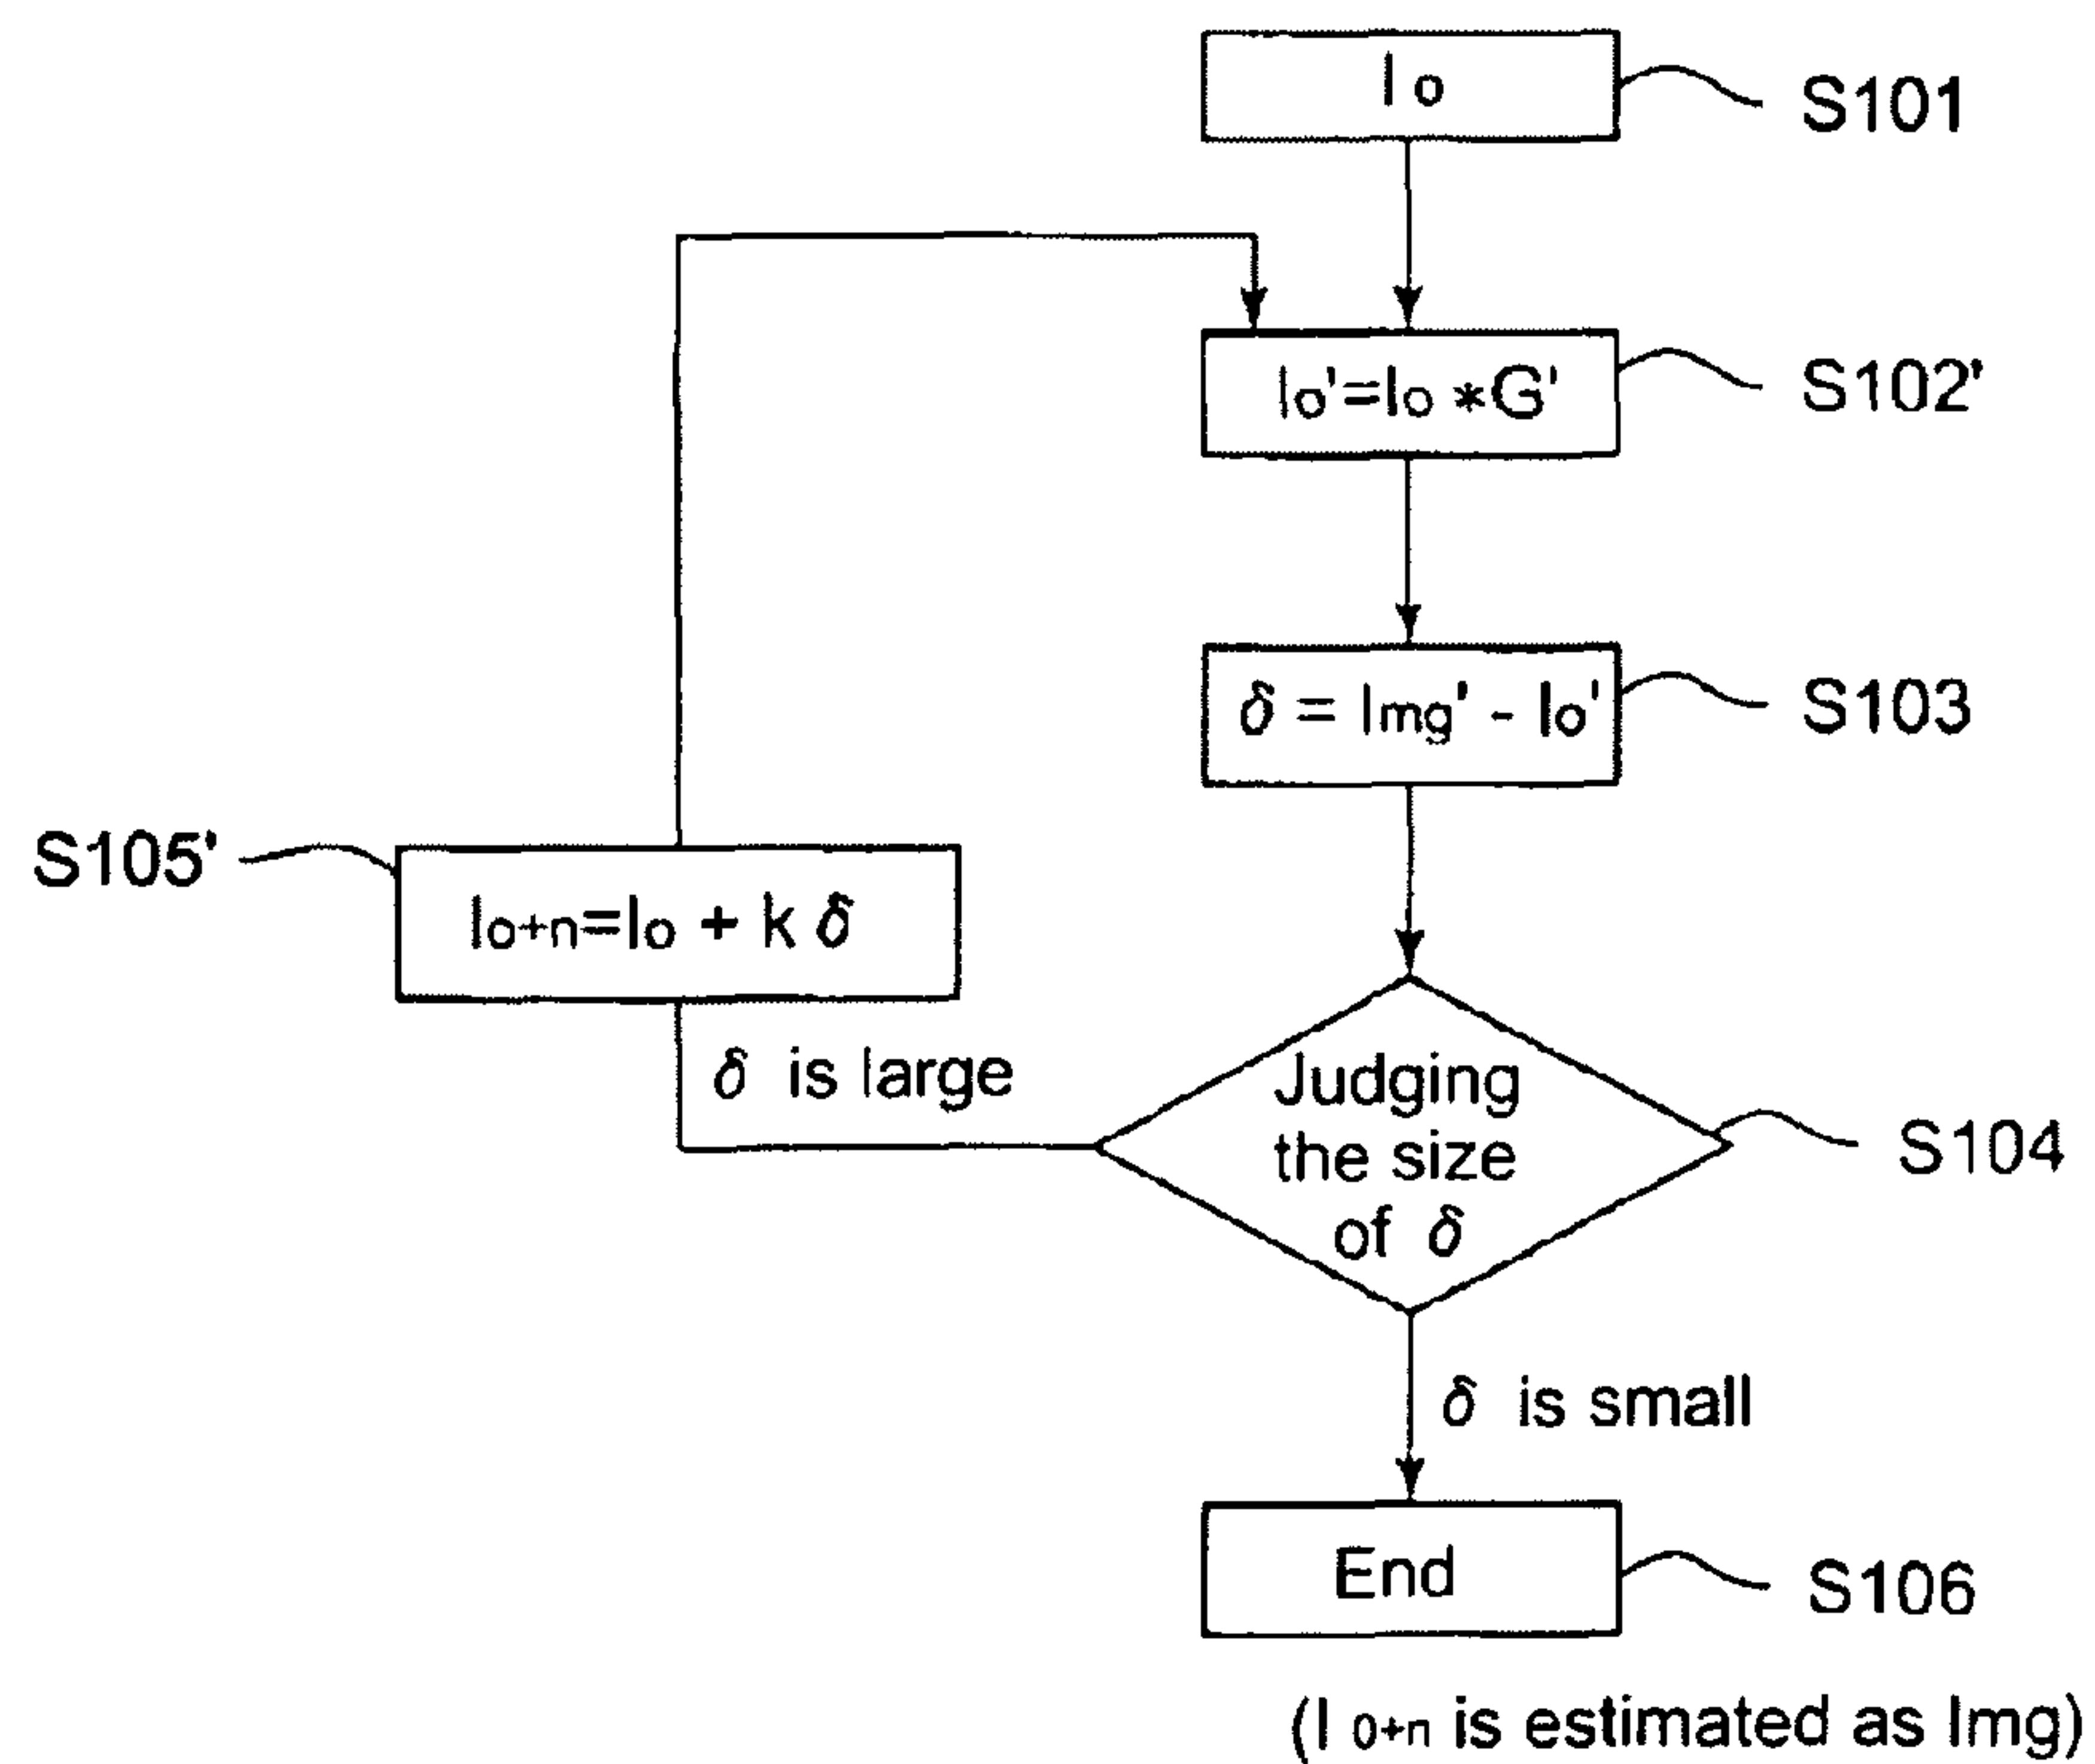 Io
S101
Io'=Io *G'
S102'
δ = Img' - Io'
S103
S105'
Io+n=Io + k δ
δ is large
Judging
the size
of δ
S104
δ is small
End
S106
(I 0+n is estimated as Img)